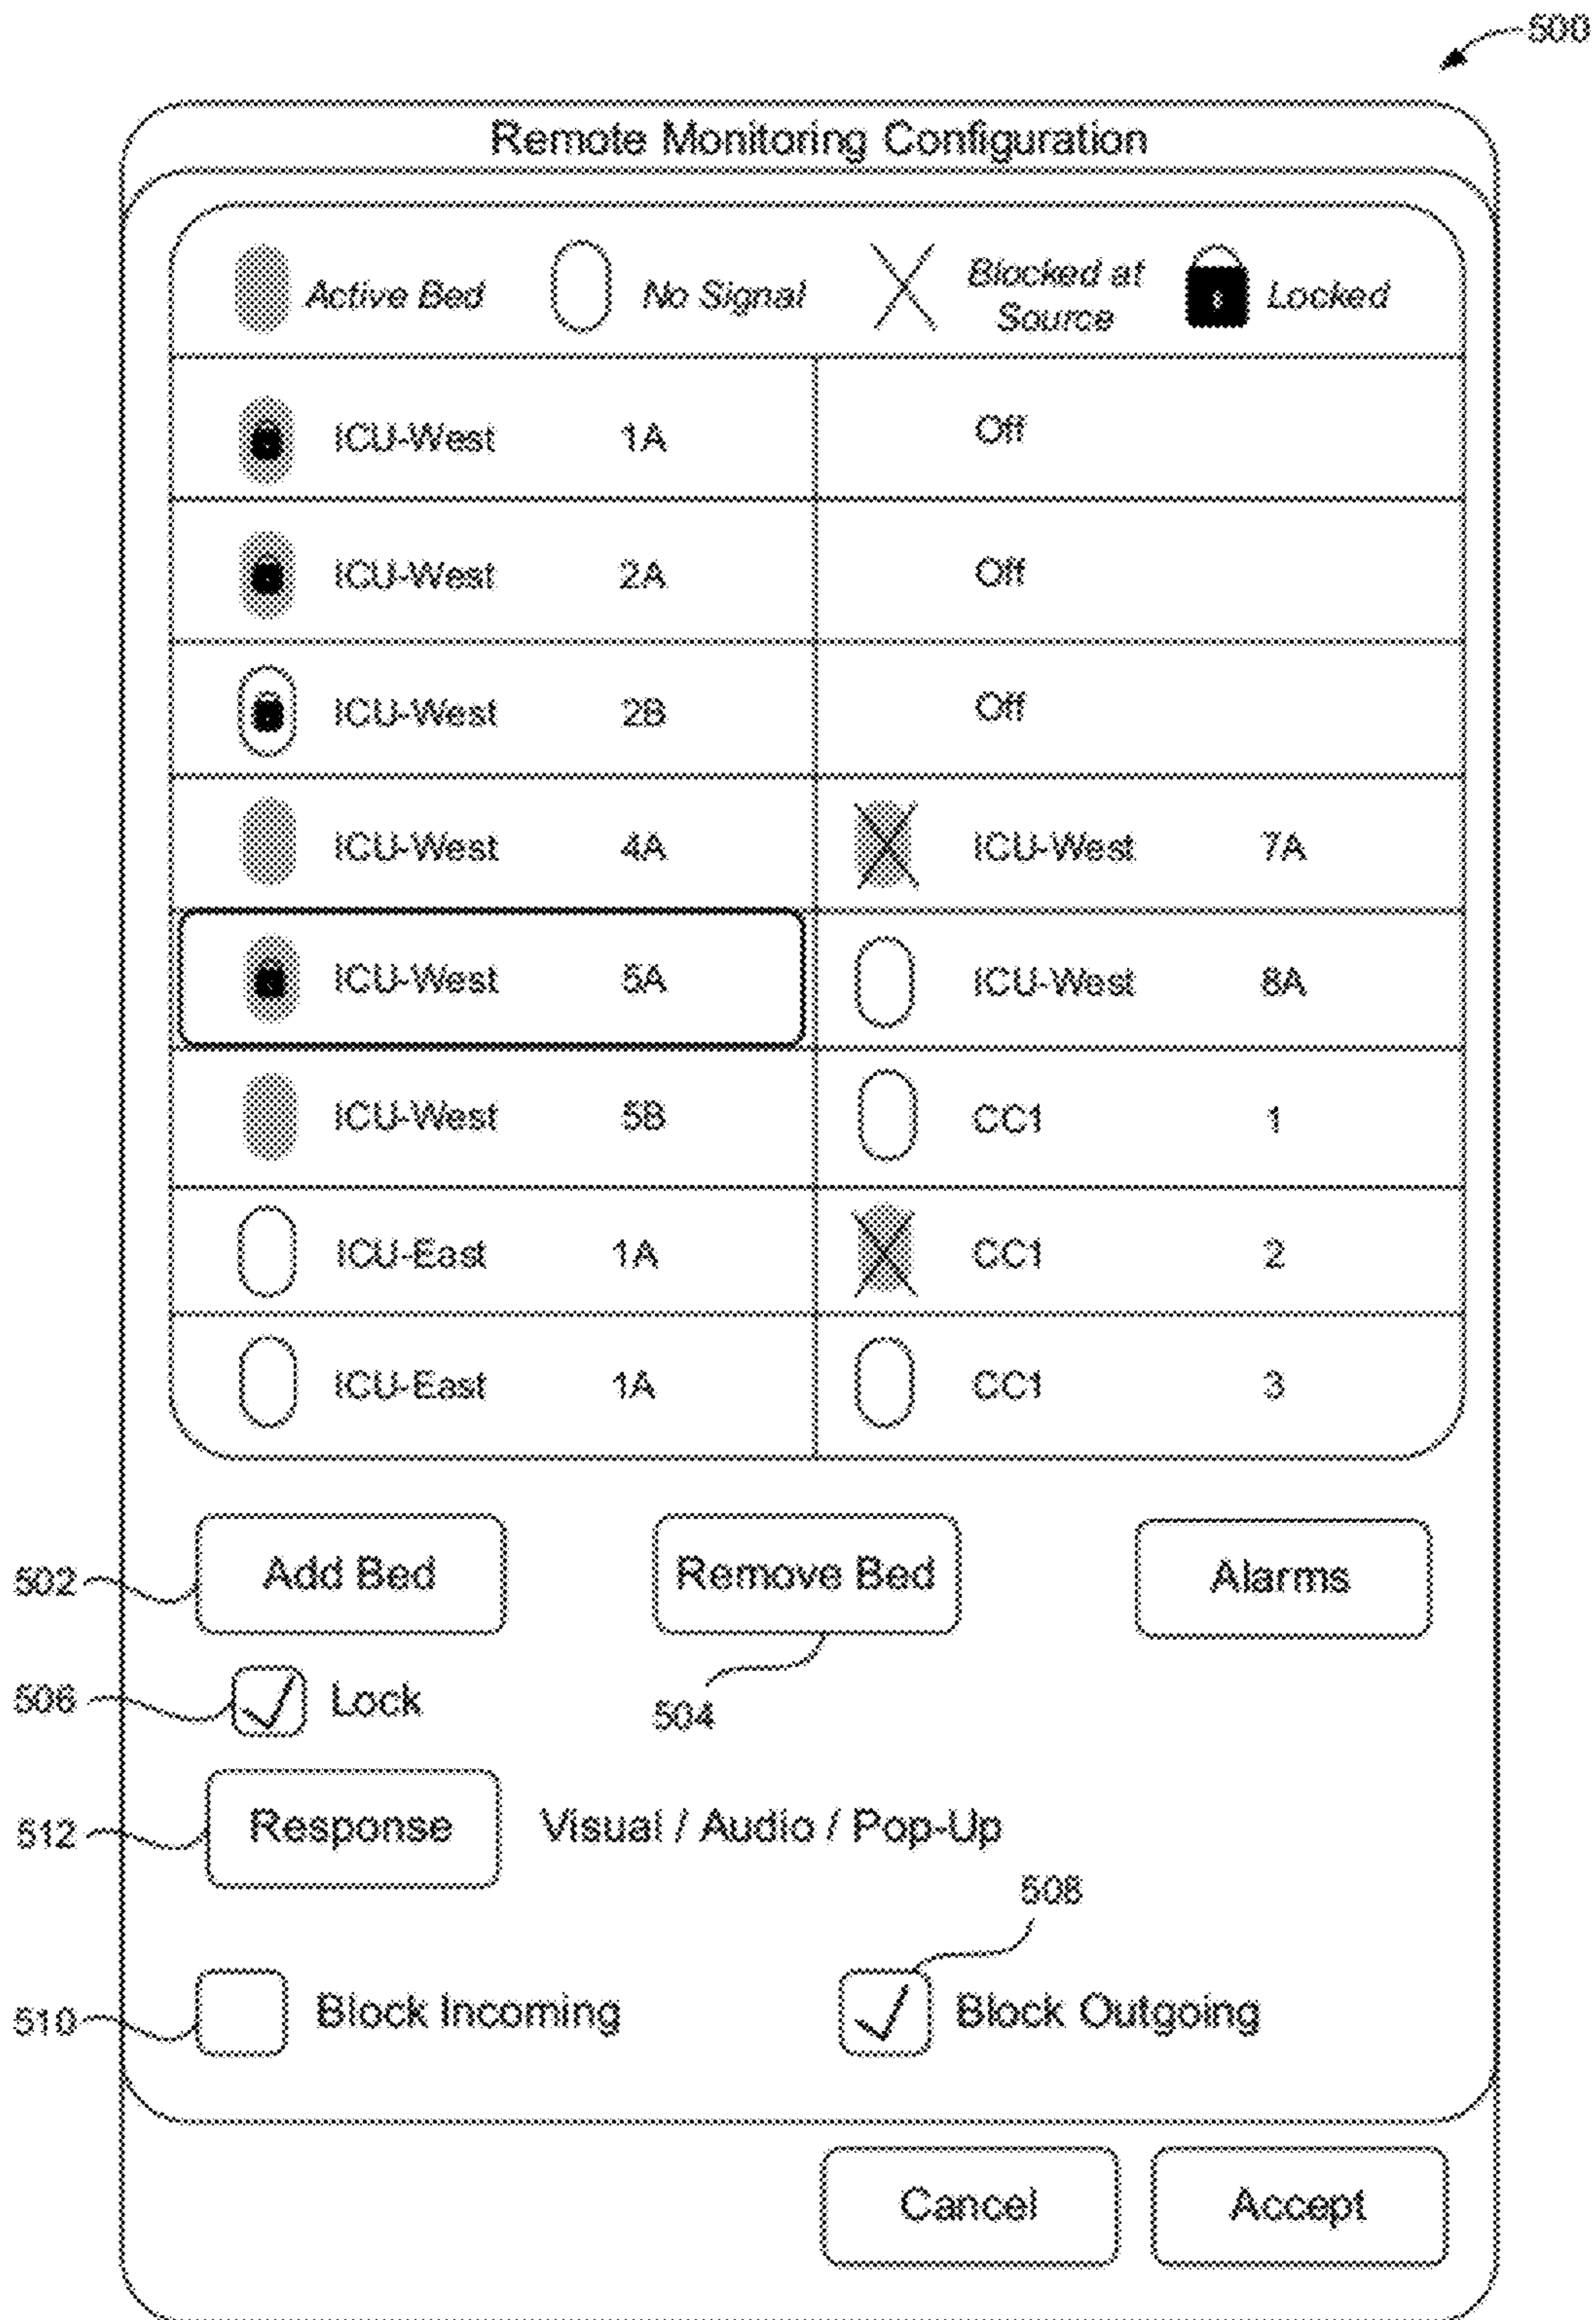 500
Remote Monitoring Configuration
Active Bed No Signal Blocked at Source Locked
ICU-West 1A Off
ICU-West 2A Off
ICU-West 2B Off
ICU-West 4A ICU-West 7A
ICU-West 5A ICU-West 8A
ICU-West 5B CC1 1
ICU-East 1A CC1 2
ICU-East 1A CC1 3
502 Add Bed Remove Bed Alarms
506 Lock 504
512 Response Visual / Audio / Pop-Up
508
510 Block Incoming Block Outgoing
Cancel Accept